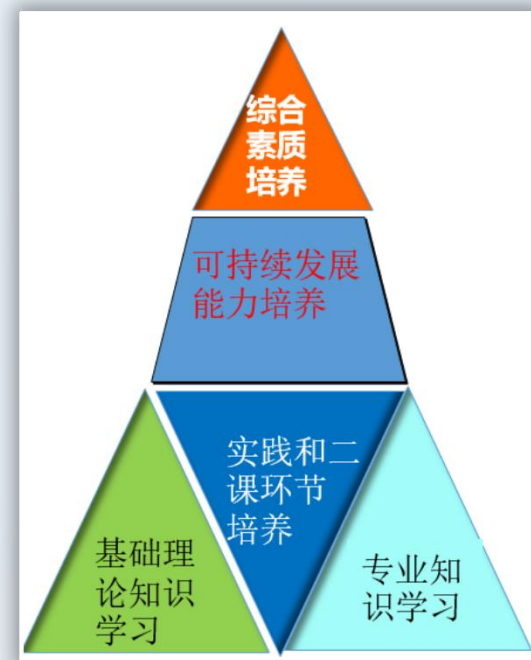 综合
素质
培养
可持续发展
能力培养
实践和二
课环节
培养
基础理
论知识
学习
专业知
识学习